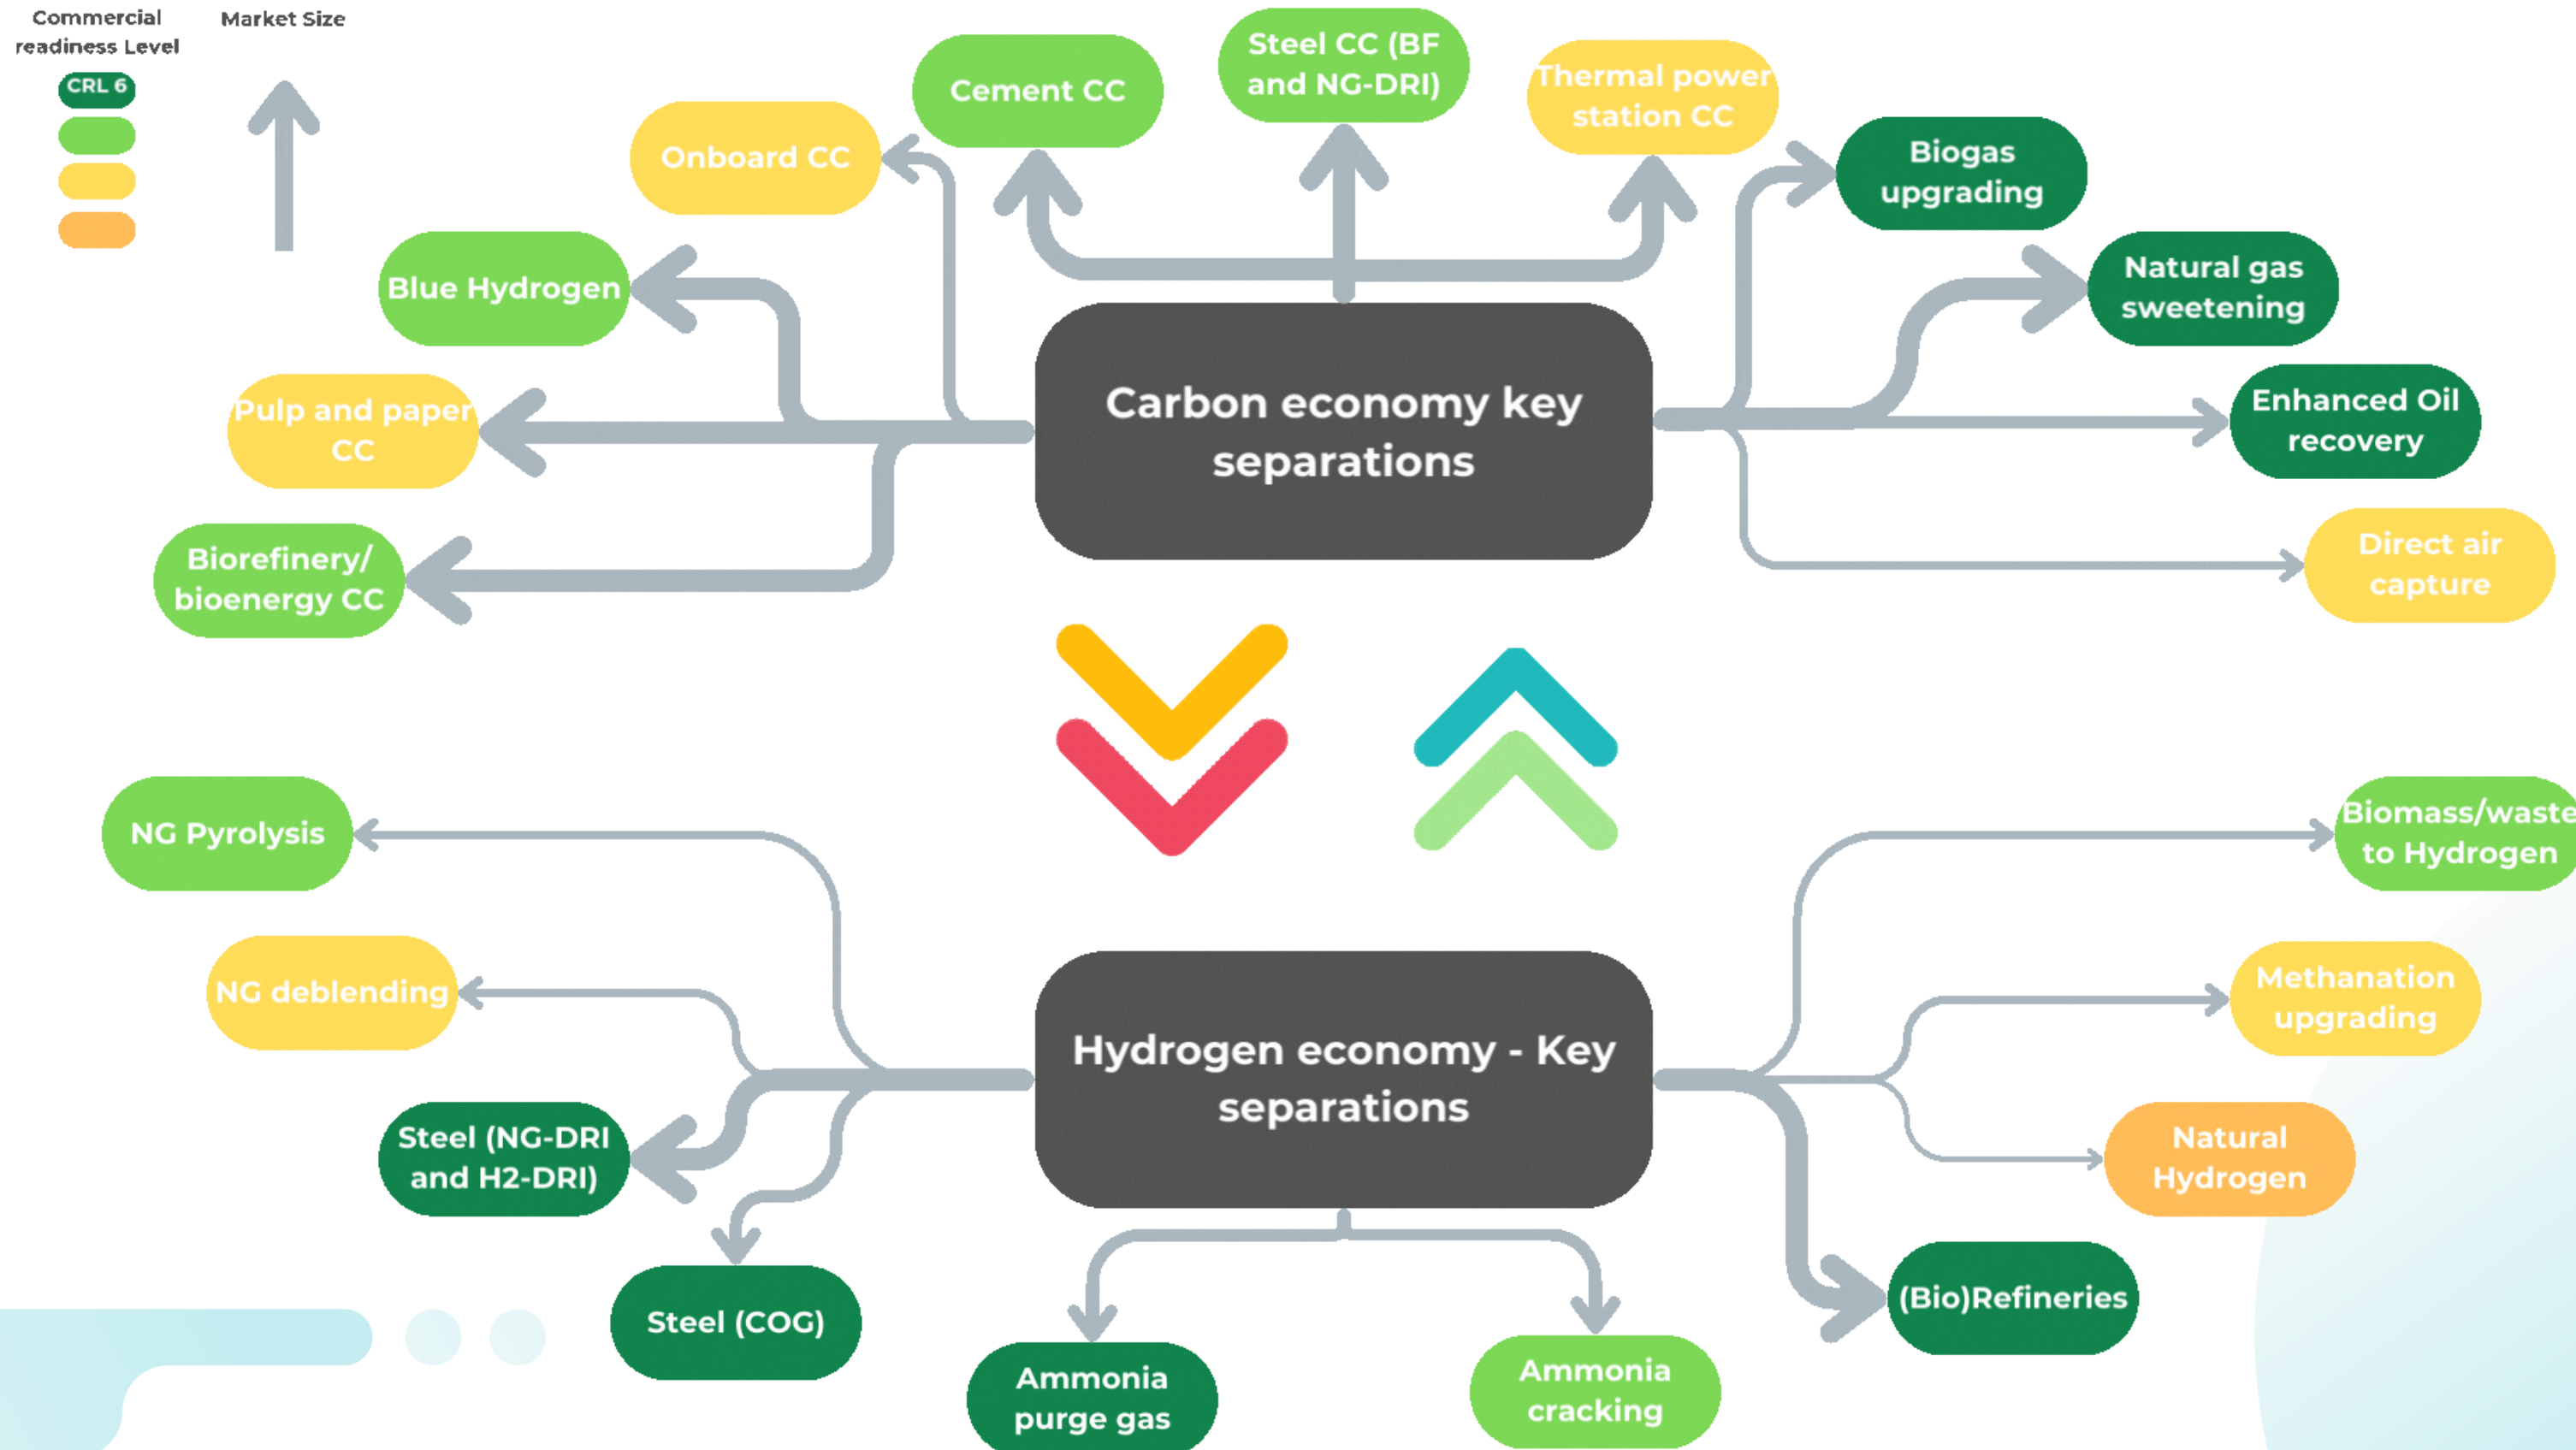 Commercial
readiness Level
Market Size
CRL 6
Cement CC
Steel CC (BF
and NG-DRI)
Thermal power
station CC
Onboard CC
Biogas
upgrading
Blue Hydrogen
Natural gas
sweetening
Pulp and paper
CC
Carbon economy key
separations
Enhanced Oil
recovery
Biorefinery/
bioenergy CC
Direct air
capture
NG Pyrolysis
Biomass/waste
to Hydrogen
NG deblending
Methanation
upgrading
Hydrogen economy - Key
separations
Steel (NG-DRI
and H2-DRI)
Natural
Hydrogen
Steel (COG)
(Bio)Refineries
Ammonia
purge gas
Ammonia
cracking